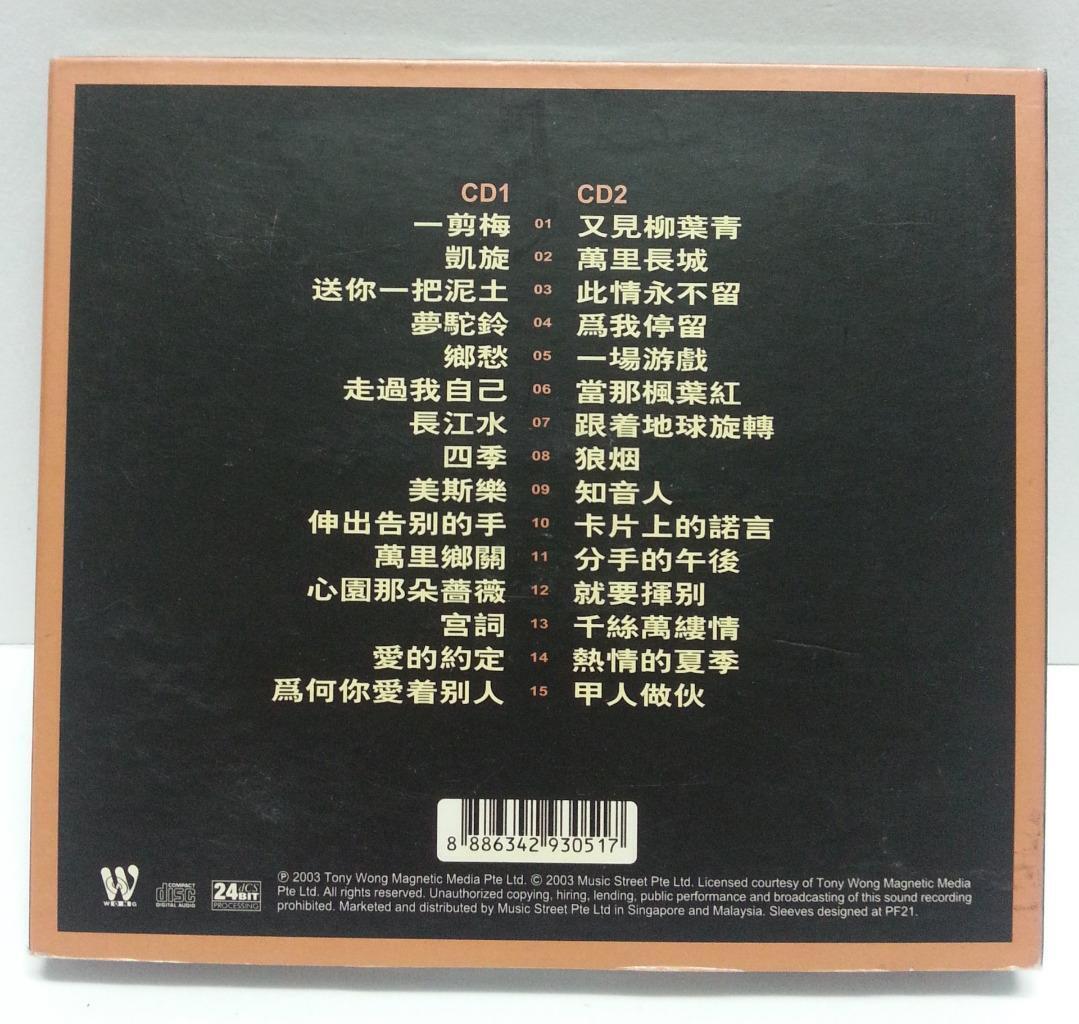 CD1 CD2
一剪梅 01 又見柳葉青
凱旋 02 萬里長城
送你一把泥土 03 此情永不留
夢駝鈴 04 爲我停留
鄉愁 05 一場游戲
走過我自己 06 當那楓葉紅
長江水 07 跟着地球旋轉
四季 08 狼烟
美斯樂 09 知音人
伸出告别的手 10 卡片上的諾言
萬里鄉關 11 分手的午後
心園那朵薔薇 12 就要揮别
宫詞 13 千絲萬縷情
愛的約定 14 熱情的夏季
爲何你愛着别人 15 甲人做伙
8 886342 930517
WONG
COMPACT disc DIGITAL AUDIO
24 dCS BIT PROCESSING
℗ 2003 Tony Wong Magnetic Media Pte Ltd. © 2003 Music Street Pte Ltd. Licensed courtesy of Tony Wong Magnetic Media
Pte Ltd. All rights reserved. Unauthorized copying, hiring, lending, public performance and broadcasting of this sound recording
prohibited. Marketed and distributed by Music Street Pte Ltd in Singapore and Malaysia. Sleeves designed at PF21.